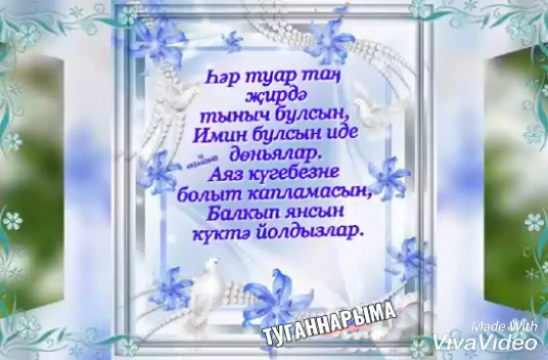 Һәр туар таң
җирдә
тыныч булсын,
Имин булсын иде
дөньялар.
Аяз күгебезне
болыт капламасын,
Балкып янсын
күктә йолдызлар.
ТУГАННАРЫМА
Made With
VivaVideo